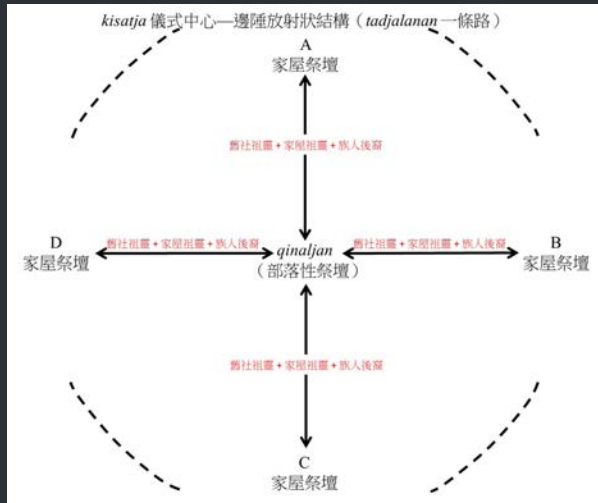 kisatja 儀式中心—邊陲放射狀結構（tadjalanan 一條路）
A
家屋祭壇
舊社祖靈+家屋祖靈+族人後裔
D
家屋祭壇
舊社祖靈+家屋祖靈+族人後裔
qinaljan
（部落性祭壇）
舊社祖靈+家屋祖靈+族人後裔
B
家屋祭壇
舊社祖靈+家屋祖靈+族人後裔
C
家屋祭壇